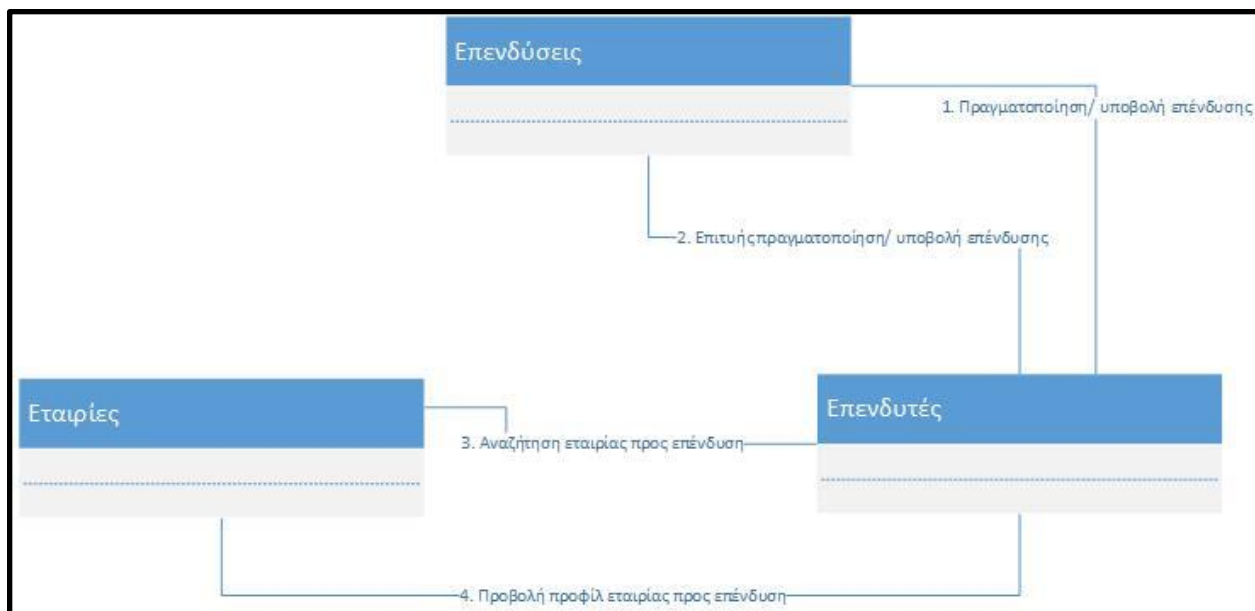 Επενδύσεις
1. Πραγματοποίηση/ υποβολή επένδυσης
2. Επιτυής πραγματοποίηση/ υποβολή επένδυσης
Εταιρίες
Επενδυτές
3. Αναζήτηση εταιρίας προς επένδυση
4. Προβολή προφίλ εταιρίας προς επένδυση